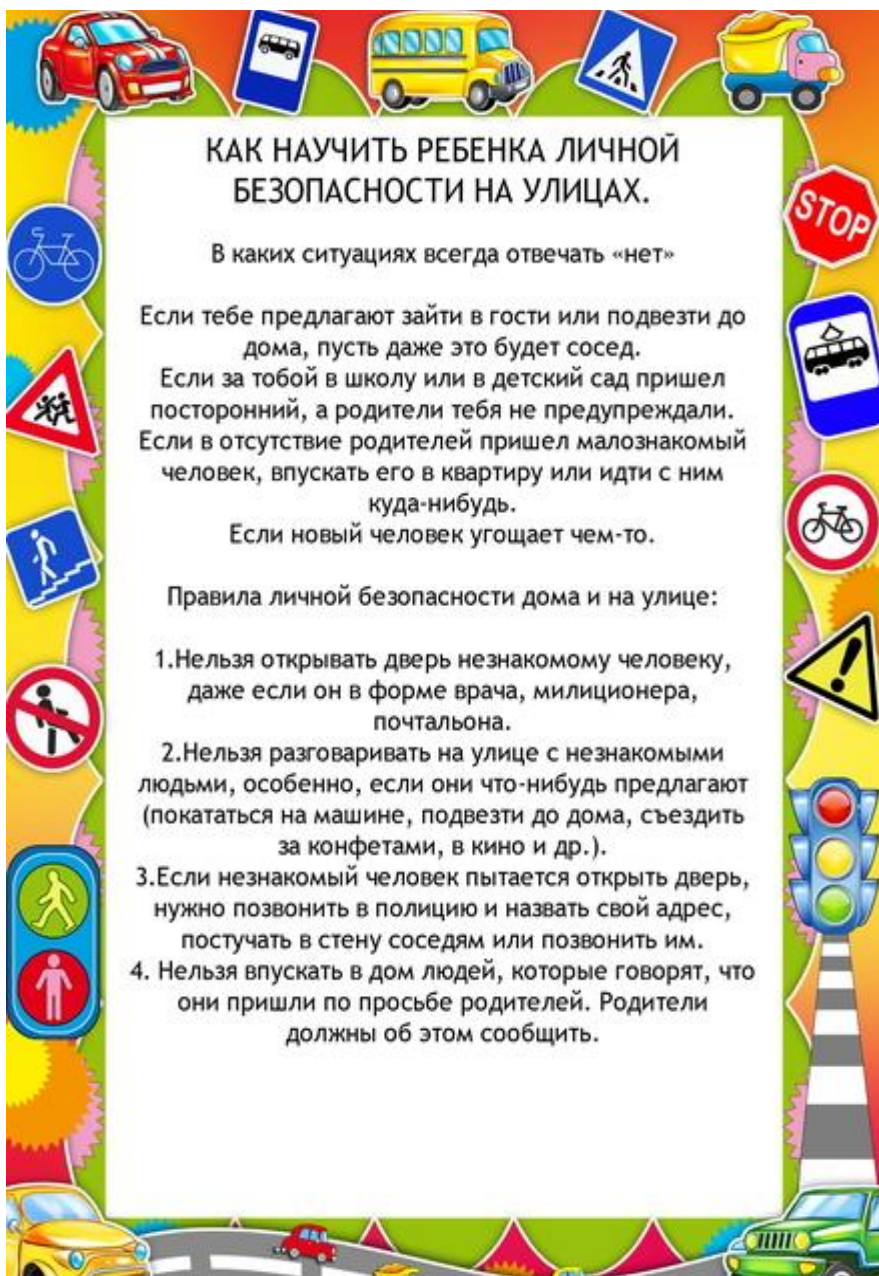 КАК НАУЧИТЬ РЕБЕНКА ЛИЧНОЙ
БЕЗОПАСНОСТИ НА УЛИЦАХ.
В каких ситуациях всегда отвечать «нет»
Если тебе предлагают зайти в гости или подвезти до
дома, пусть даже это будет сосед.
Если за тобой в школу или в детский сад пришел
посторонний, а родители тебя не предупреждали.
Если в отсутствие родителей пришел малознакомый
человек, впускать его в квартиру или идти с ним
куда-нибудь.
Если новый человек угощает чем-то.
Правила личной безопасности дома и на улице:
1.Нельзя открывать дверь незнакомому человеку,
даже если он в форме врача, милиционера,
почтальона.
2.Нельзя разговаривать на улице с незнакомыми
людьми, особенно, если они что-нибудь предлагают
(покататься на машине, подвезти до дома, съездить
за конфетами, в кино и др.).
3.Если незнакомый человек пытается открыть дверь,
нужно позвонить в полицию и назвать свой адрес,
постучать в стену соседям или позвонить им.
4. Нельзя впускать в дом людей, которые говорят, что
они пришли по просьбе родителей. Родители
должны об этом сообщить.
STOP